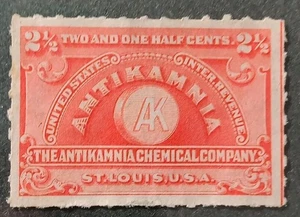 2½ TWO AND ONE HALF CENTS. 2½
UNITED STATES INTER.REVENUE
ANTIKAMNIA
AK
THE ANTIKAMNIA CHEMICAL COMPANY.
ST. LOUIS, U.S.A.